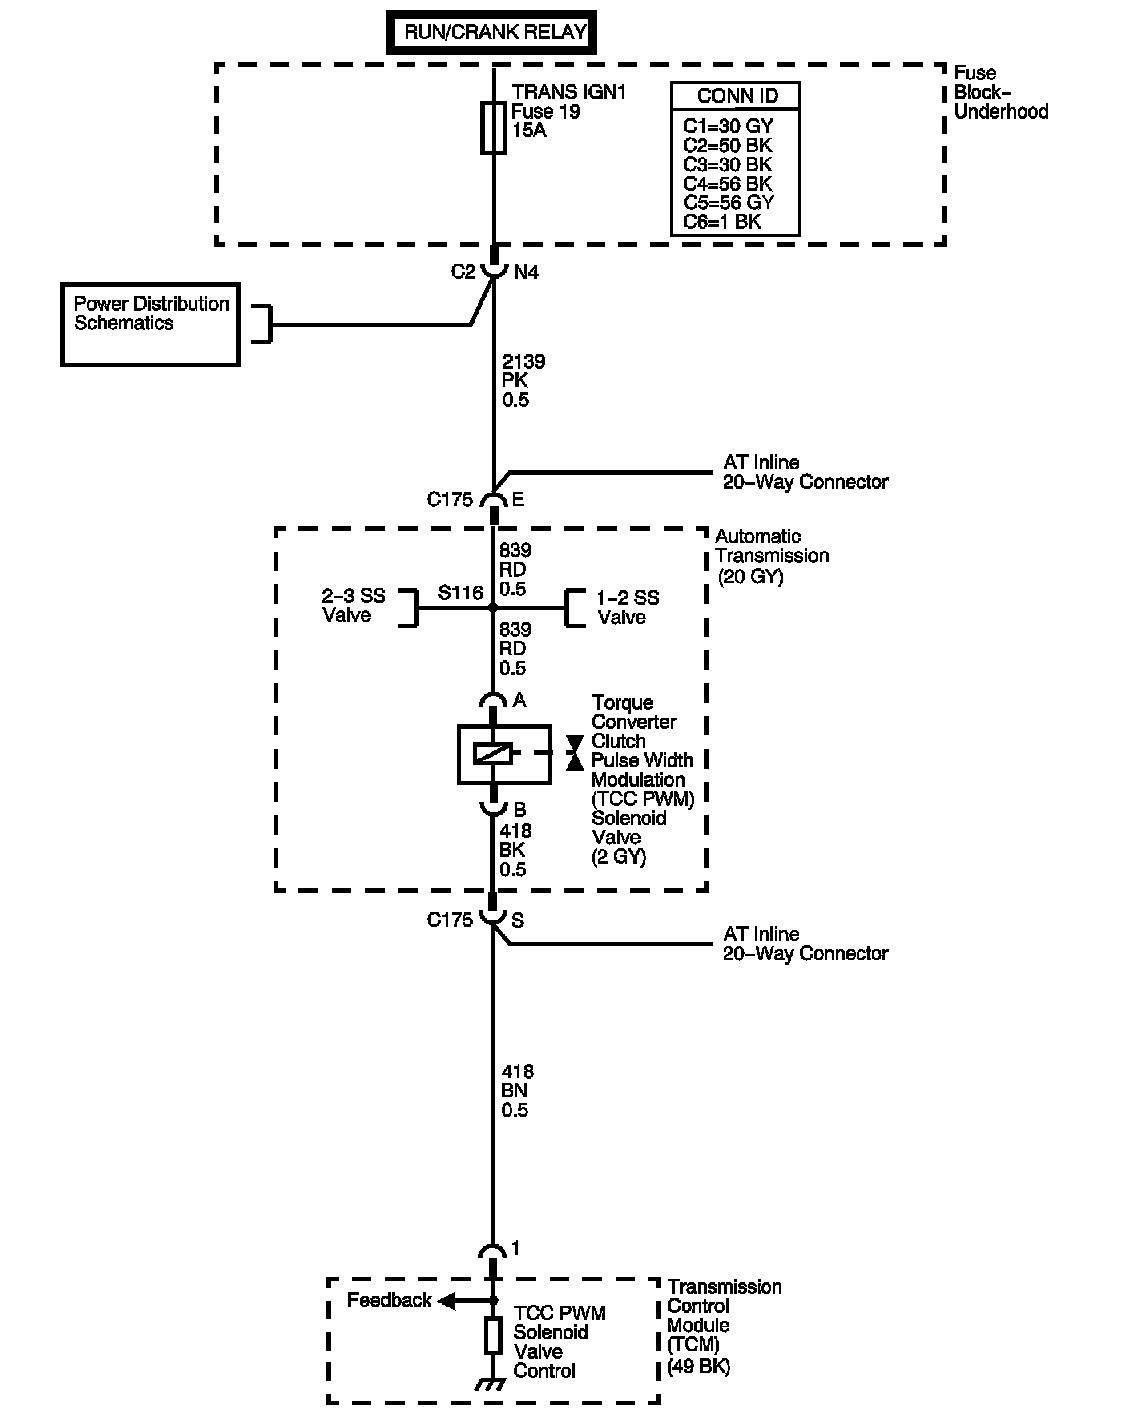 RUN/CRANK RELAY
TRANS IGN1
Fuse 19
15A
CONN ID
C1=30 GY
C2=50 BK
C3=30 BK
C4=56 BK
C5=56 GY
C6=1 BK
Fuse
Block-
Underhood
C2 N4
Power Distribution
Schematics
2139
PK
0.5
AT Inline
20-Way Connector
C175 E
Automatic
Transmission
(20 GY)
839
RD
0.5
S116
2-3 SS
Valve
1-2 SS
Valve
839
RD
0.5
A
Torque
Converter
Clutch
Pulse Width
Modulation
(TCC PWM)
Solenoid
Valve
(2 GY)
B
418
BK
0.5
C175 S
AT Inline
20-Way Connector
418
BN
0.5
1
Feedback
TCC PWM
Solenoid
Valve
Control
Transmission
Control
Module
(TCM)
(49 BK)